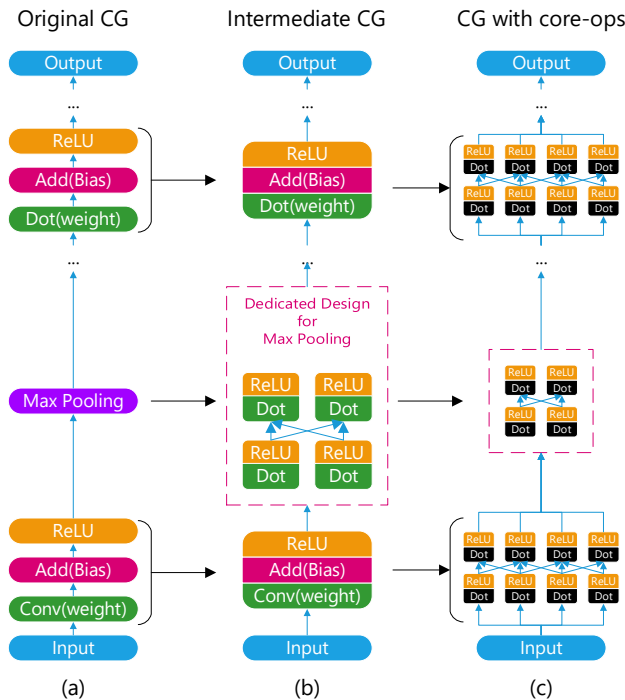 Original CG
Intermediate CG
CG with core-ops
Output
...
ReLU
Add(Bias)
Dot(weight)
...
Max Pooling
ReLU
Add(Bias)
Conv(weight)
Input
(a)
Output
...
ReLU
Add(Bias)
Dot(weight)
...
Dedicated Design
for
Max Pooling
ReLU ReLU
Dot Dot
ReLU ReLU
Dot Dot
ReLU
Add(Bias)
Conv(weight)
Input
(b)
Output
...
ReLU ReLU ReLU ReLU
Dot Dot Dot Dot
ReLU ReLU ReLU ReLU
Dot Dot Dot Dot
...
ReLU ReLU
Dot Dot
ReLU ReLU
Dot Dot
ReLU ReLU ReLU ReLU
Dot Dot Dot Dot
ReLU ReLU ReLU ReLU
Dot Dot Dot Dot
Input
(c)